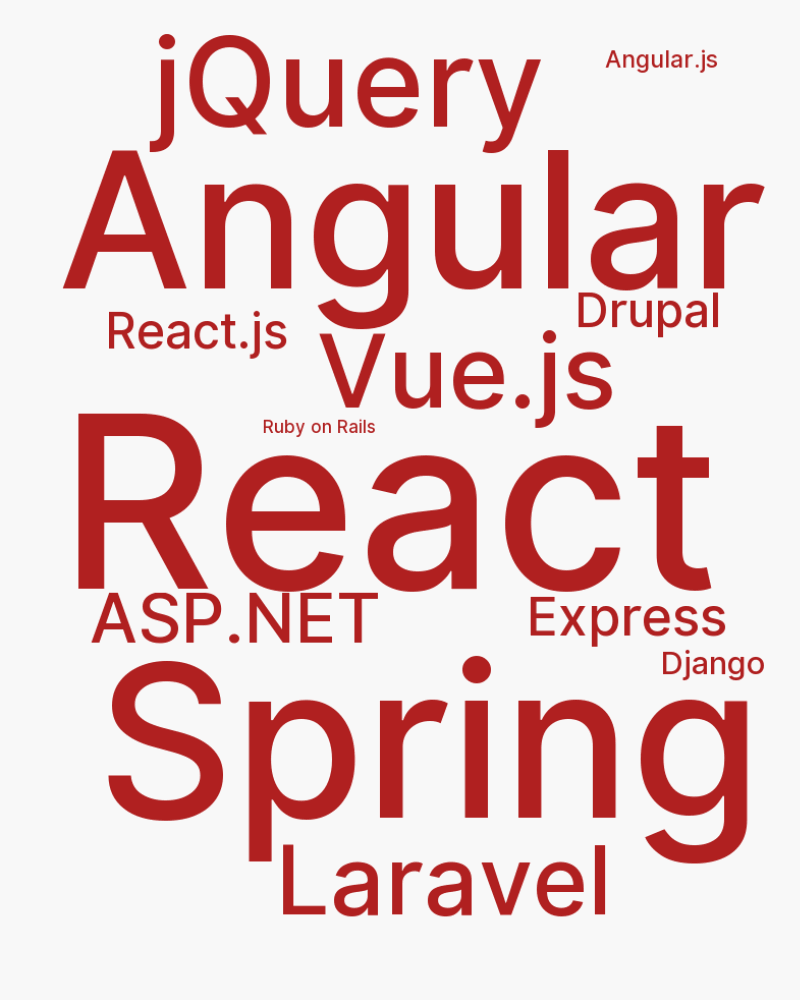 jQuery
Angular.js
Angular
Drupal
React.js
Vue.js
Ruby on Rails
React
ASP.NET
Express
Django
Spring
Laravel